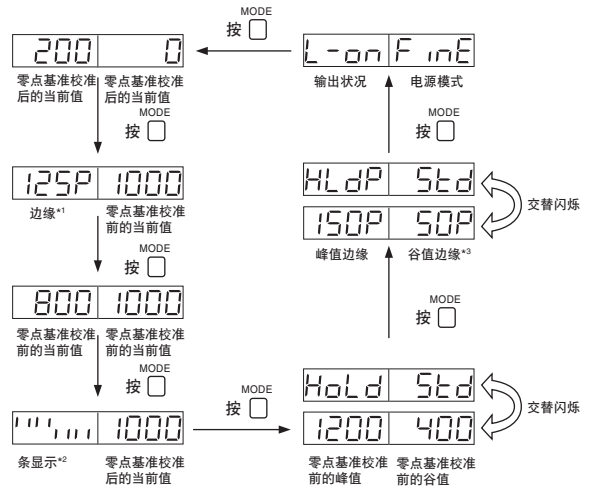 MODE
按
200 0
L-on FinE
零点基准校准 零点基准校准
后的当前值 后的当前值
输出状况 电源模式
MODE
按
MODE
按
125P 1000
HLdP Std
交替闪烁
边缘*1 零点基准校准
前的当前值
150P 50P
峰值边缘 谷值边缘*3
MODE
按
800 1000
MODE
按
零点基准校准 零点基准校准
前的当前值 前的当前值
MODE
按
MODE
按
HoLd Std
交替闪烁
1000
1200 400
条显示*2 零点基准校准
后的当前值
零点基准校准 零点基准校准
前的峰值 前的谷值